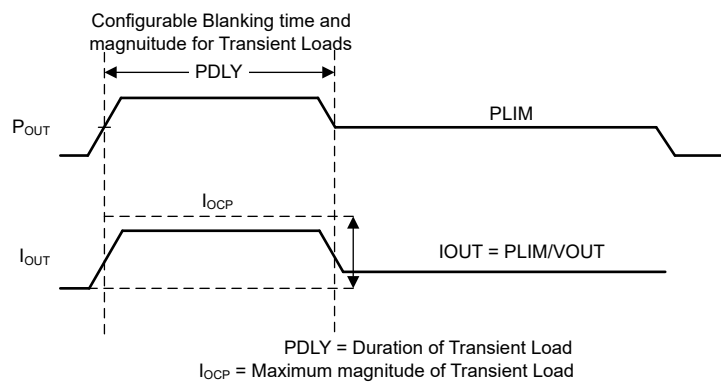 Configurable Blanking time and
magnuitude for Transient Loads
PDLY
POUT
PLIM
IOCP
IOUT
IOUT = PLIM/VOUT
PDLY = Duration of Transient Load
IOCP = Maximum magnitude of Transient Load